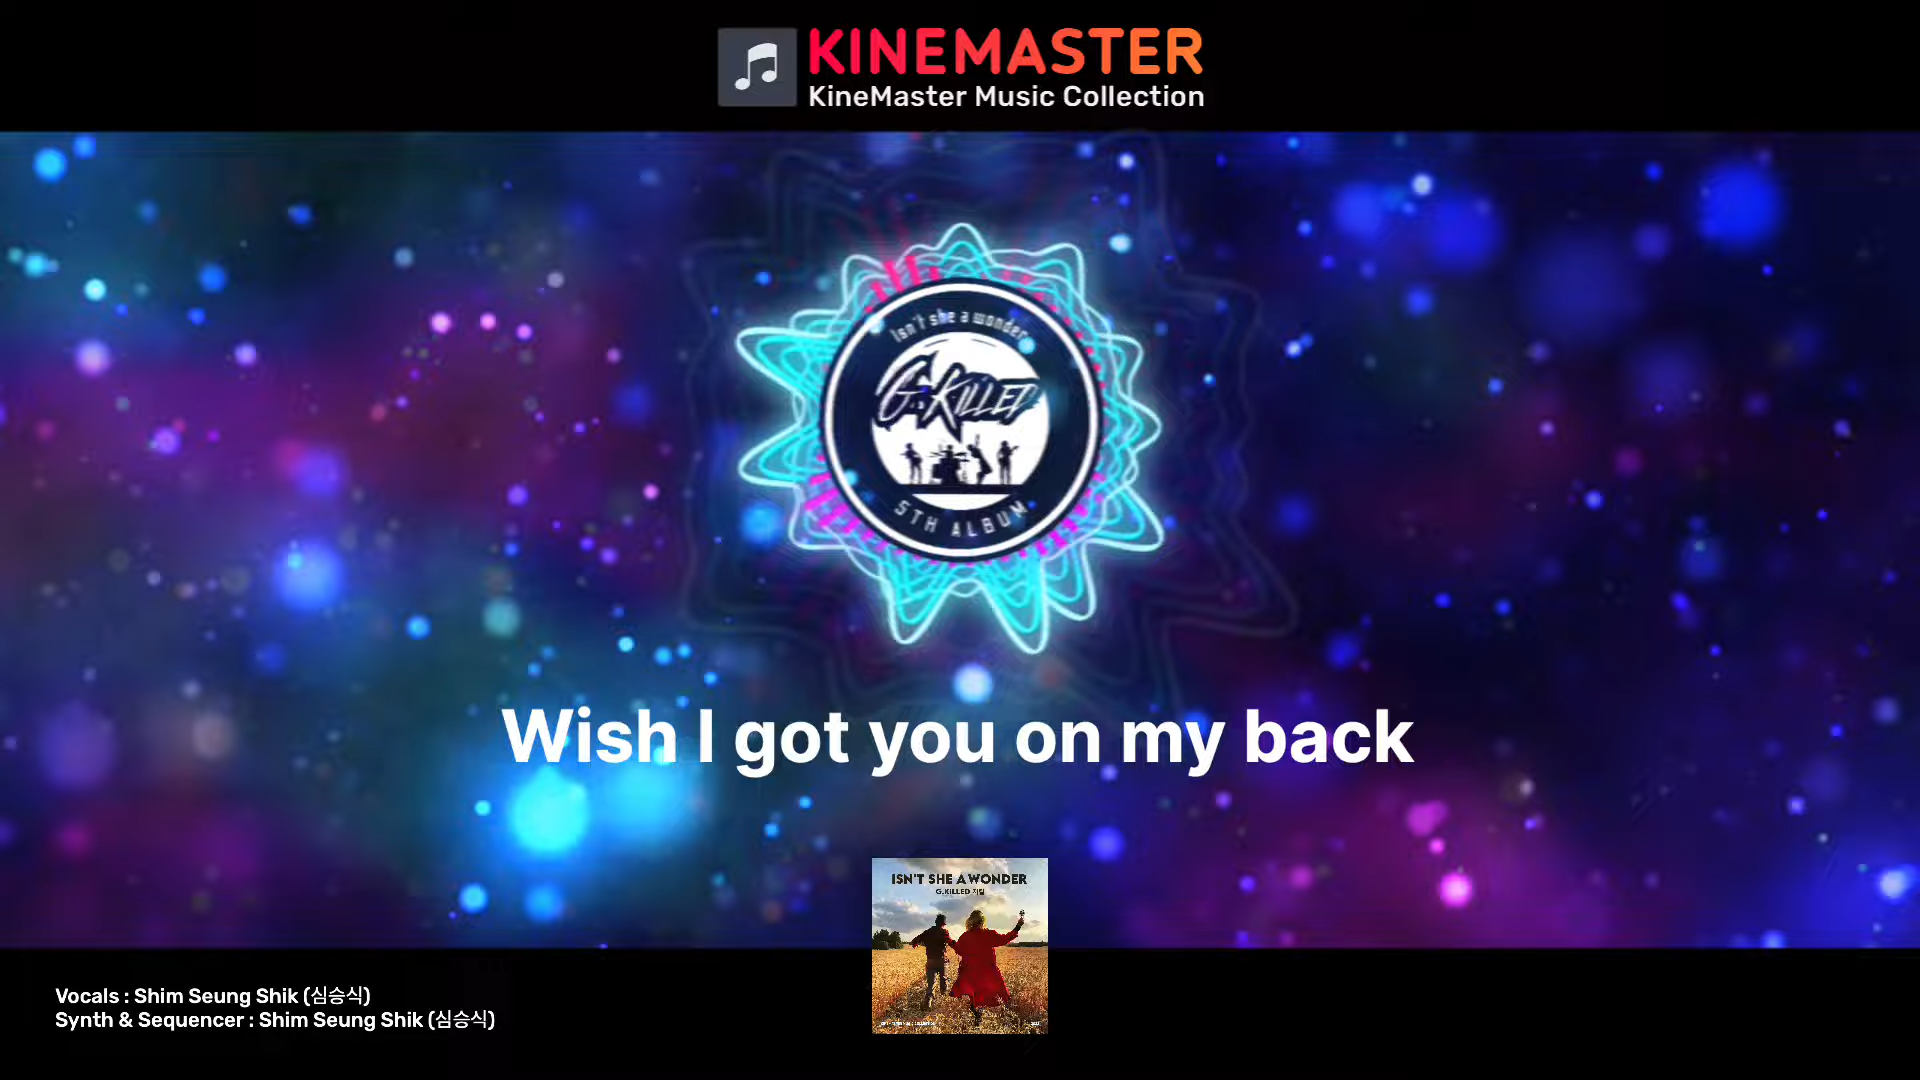 KINEMASTER
KineMaster Music Collection
Isn't she a wonder
G.KILLED
5TH ALBUM
Wish I got you on my back
ISN'T SHE A WONDER
G.KILLED 지킬
Vocals : Shim Seung Shik (심승식)
Synth & Sequencer : Shim Seung Shik (심승식)